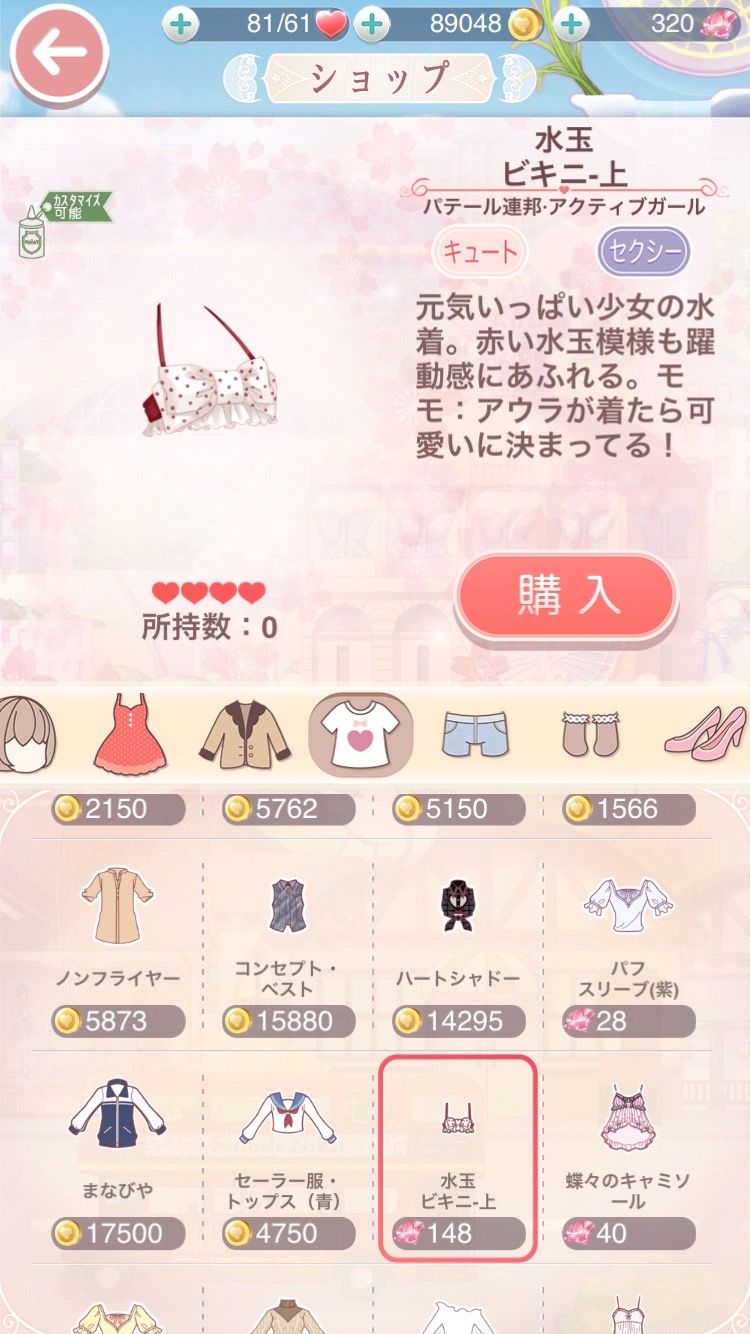 81/61
89048
320
ショップ
カスタマイズ
可能
水玉
ビキニ-上
パテール連邦·アクティブガール
キュート
セクシー
元気いっぱい少女の水
着。赤い水玉模様も躍
動感にあふれる。モ
モ：アウラが着たら可
愛いに決まってる！
所持数：0
購入
2150
5762
5150
1566
ノンフライヤー
コンセプト・
ベスト
ハートシャドー
パフ
スリーブ(紫)
5873
15880
14295
28
まなびや
セーラー服・
トップス（青）
水玉
ビキニ-上
蝶々のキャミソ
ール
17500
4750
148
40